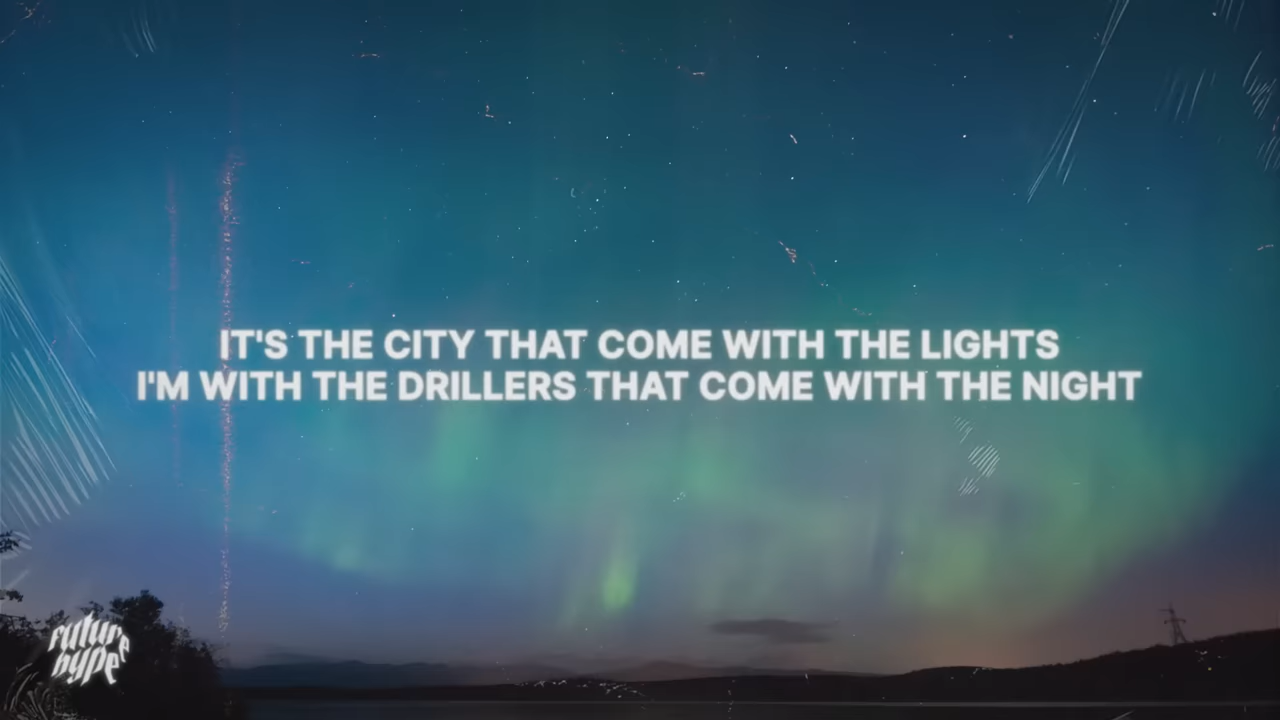 IT'S THE CITY THAT COME WITH THE LIGHTS
I'M WITH THE DRILLERS THAT COME WITH THE NIGHT
future
hype